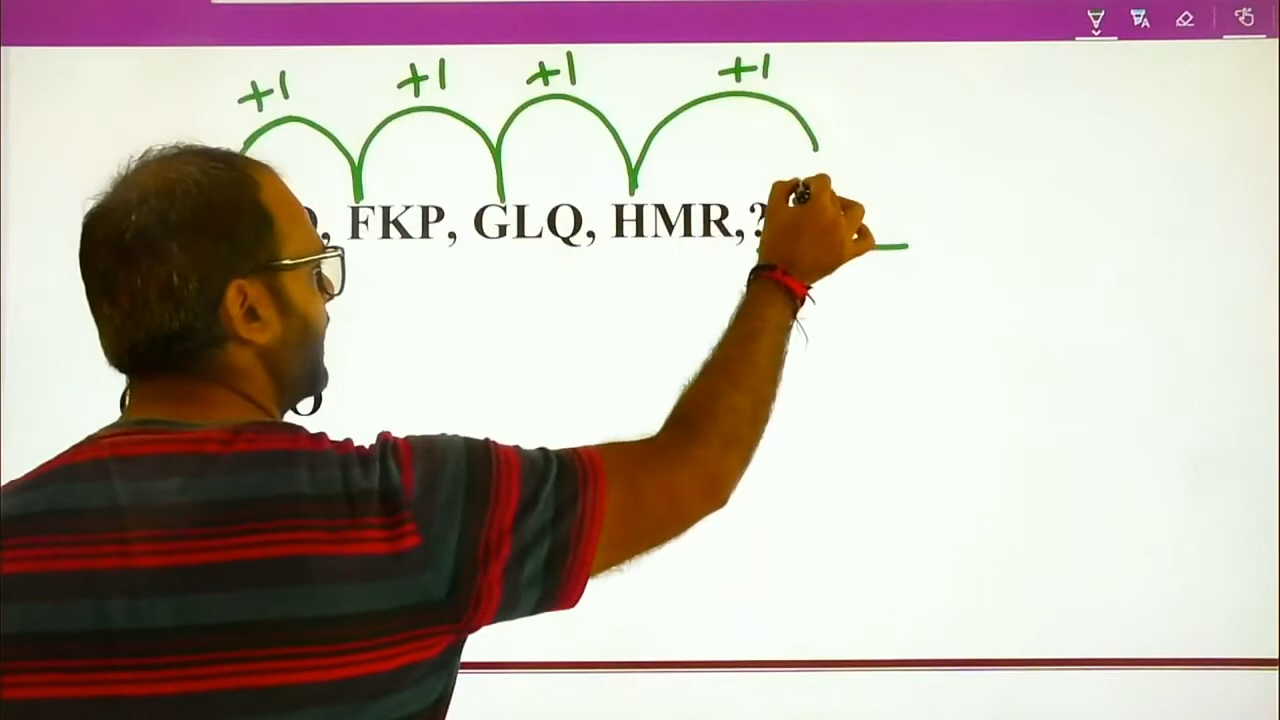 +1 +1 +1 +1
, FKP, GLQ, HMR,?
O